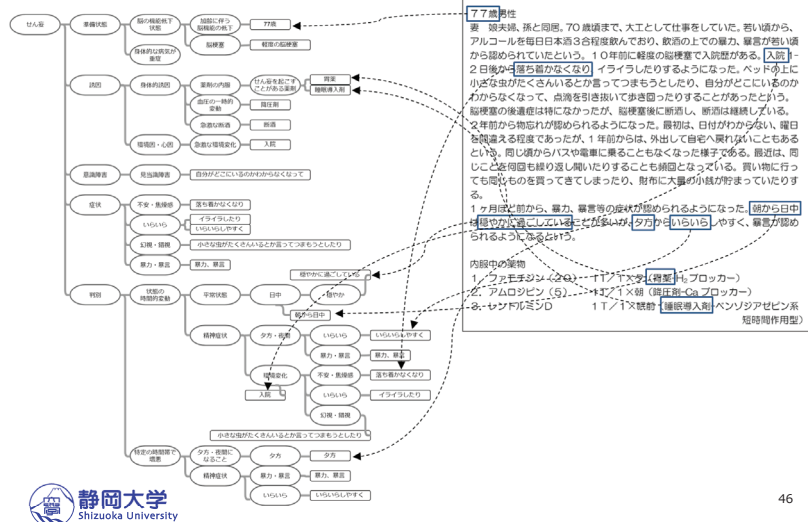 せん妄
準備状態
脳の機能低下
状態
加齢に伴う
脳機能の低下
77歳
脳梗塞
軽度の脳梗塞
身体的な病気が
重症
誘因
身体的誘因
薬剤の内服
せん妄を起こす
ことがある薬剤
胃薬
睡眠導入剤
血圧の一時的
変動
降圧剤
急激な断酒
断酒
環境因・心因
急激な環境変化
入院
意識障害
見当識障害
自分がどこにいるのかわからなくなって
症状
不安・焦燥感
落ち着かなくなり
いらいら
イライラしたり
いらいらしやすく
幻視・錯視
小さな虫がたくさんいるとか言ってつまもうとしたり
暴力・暴言
暴力、暴言
判別
状態の
時間的変動
平常状態
日中
穏やか
穏やかに過ごしている
朝から日中
精神症状
夕方・夜間
いらいら
いらいらしやすく
暴力・暴言
暴力、暴言
環境変化
入院
不安・焦燥感
落ち着かなくなり
いらいら
イライラしたり
幻視・錯視
小さな虫がたくさんいるとか言ってつまもうとしたり
特定の時間帯で
増悪
夕方・夜間に
なること
夕方
夕方
精神症状
暴力・暴言
暴力、暴言
いらいら
いらいらしやすく
77歳男性
妻 娘夫婦、孫と同居。70歳頃まで、大工として仕事をしていた。若い頃から、
アルコールを毎日日本酒3合程度飲んでおり、飲酒の上での暴力、暴言が若い頃
から認められていたという。10年前に軽度の脳梗塞で入院歴がある。入院1-
2日後から落ち着かなくなり、イライラしたりするようになった。ベッドの上に
小さな虫がたくさんいるとか言ってつまもうとしたり、自分がどこにいるのか
わからなくなって、点滴を引き抜いて歩き回ったりすることがあったという。
脳梗塞の後遺症は特になかったが、脳梗塞後に断酒し、断酒は継続している。
2年前から物忘れが認められるようになった。最初は、日付がわからない、曜日
を間違える程度であったが、1年前からは、外出して自宅へ戻れないこともある
という。同じ頃からバスや電車に乗ることもなくなった様子である。最近は、同
じことを何回も繰り返し聞いたりすることも頻回となっている。買い物に行っ
ても同じものを買ってきてしまったり、財布に大量の小銭が貯まっていたりす
る。
1ヶ月ほど前から、暴力、暴言等の症状が認められるようになった。朝から日中
は穏やかに過ごしていることが多いが、夕方からいらいらしやすく、暴言が認め
られるようになるという。
内服中の薬物
1．ファモチジン（20） 1T／1×夕（胃薬-H₂ブロッカー）
2．アムロジピン（5） 1T／1×朝（降圧剤-Caブロッカー）
3．レンドルミンD 1T／1×眠前（睡眠導入剤-ベンゾジアゼピン系
短時間作用型）
静岡大学
Shizuoka University
46